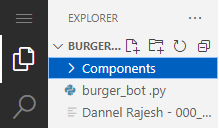 EXPLORER
BURGER...
Components
burger_bot .py
Dannel Rajesh - 000_...